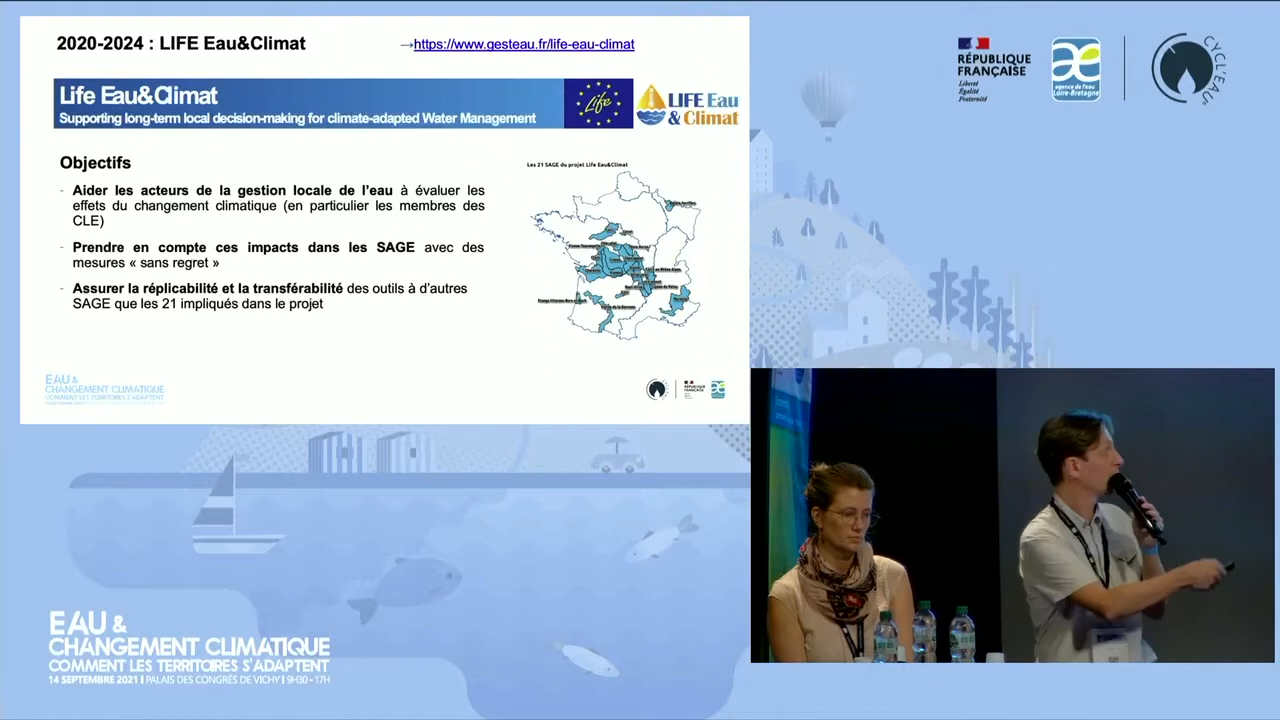 2020-2024 : LIFE Eau&Climat
→https://www.gesteau.fr/life-eau-climat
Life Eau&Climat
Supporting long-term local decision-making for climate-adapted Water Management
Life
LIFE Eau
& Climat
Objectifs
- Aider les acteurs de la gestion locale de l'eau à évaluer les
effets du changement climatique (en particulier les membres des
CLE)
- Prendre en compte ces impacts dans les SAGE avec des
mesures « sans regret »
- Assurer la réplicabilité et la transférabilité des outils à d'autres
SAGE que les 21 impliqués dans le projet
Les 21 SAGE du projet Life Eau&Climat
EAU &
CHANGEMENT CLIMATIQUE
COMMENT LES TERRITOIRES S'ADAPTENT
RÉPUBLIQUE
FRANÇAISE
Liberté
Égalité
Fraternité
agence de l'eau
Loire-Bretagne
CYCL'EAU
EAU &
CHANGEMENT CLIMATIQUE
COMMENT LES TERRITOIRES S'ADAPTENT
14 SEPTEMBRE 2021 I PALAIS DES CONGRÈS DE VICHY I 9H30 - 17H